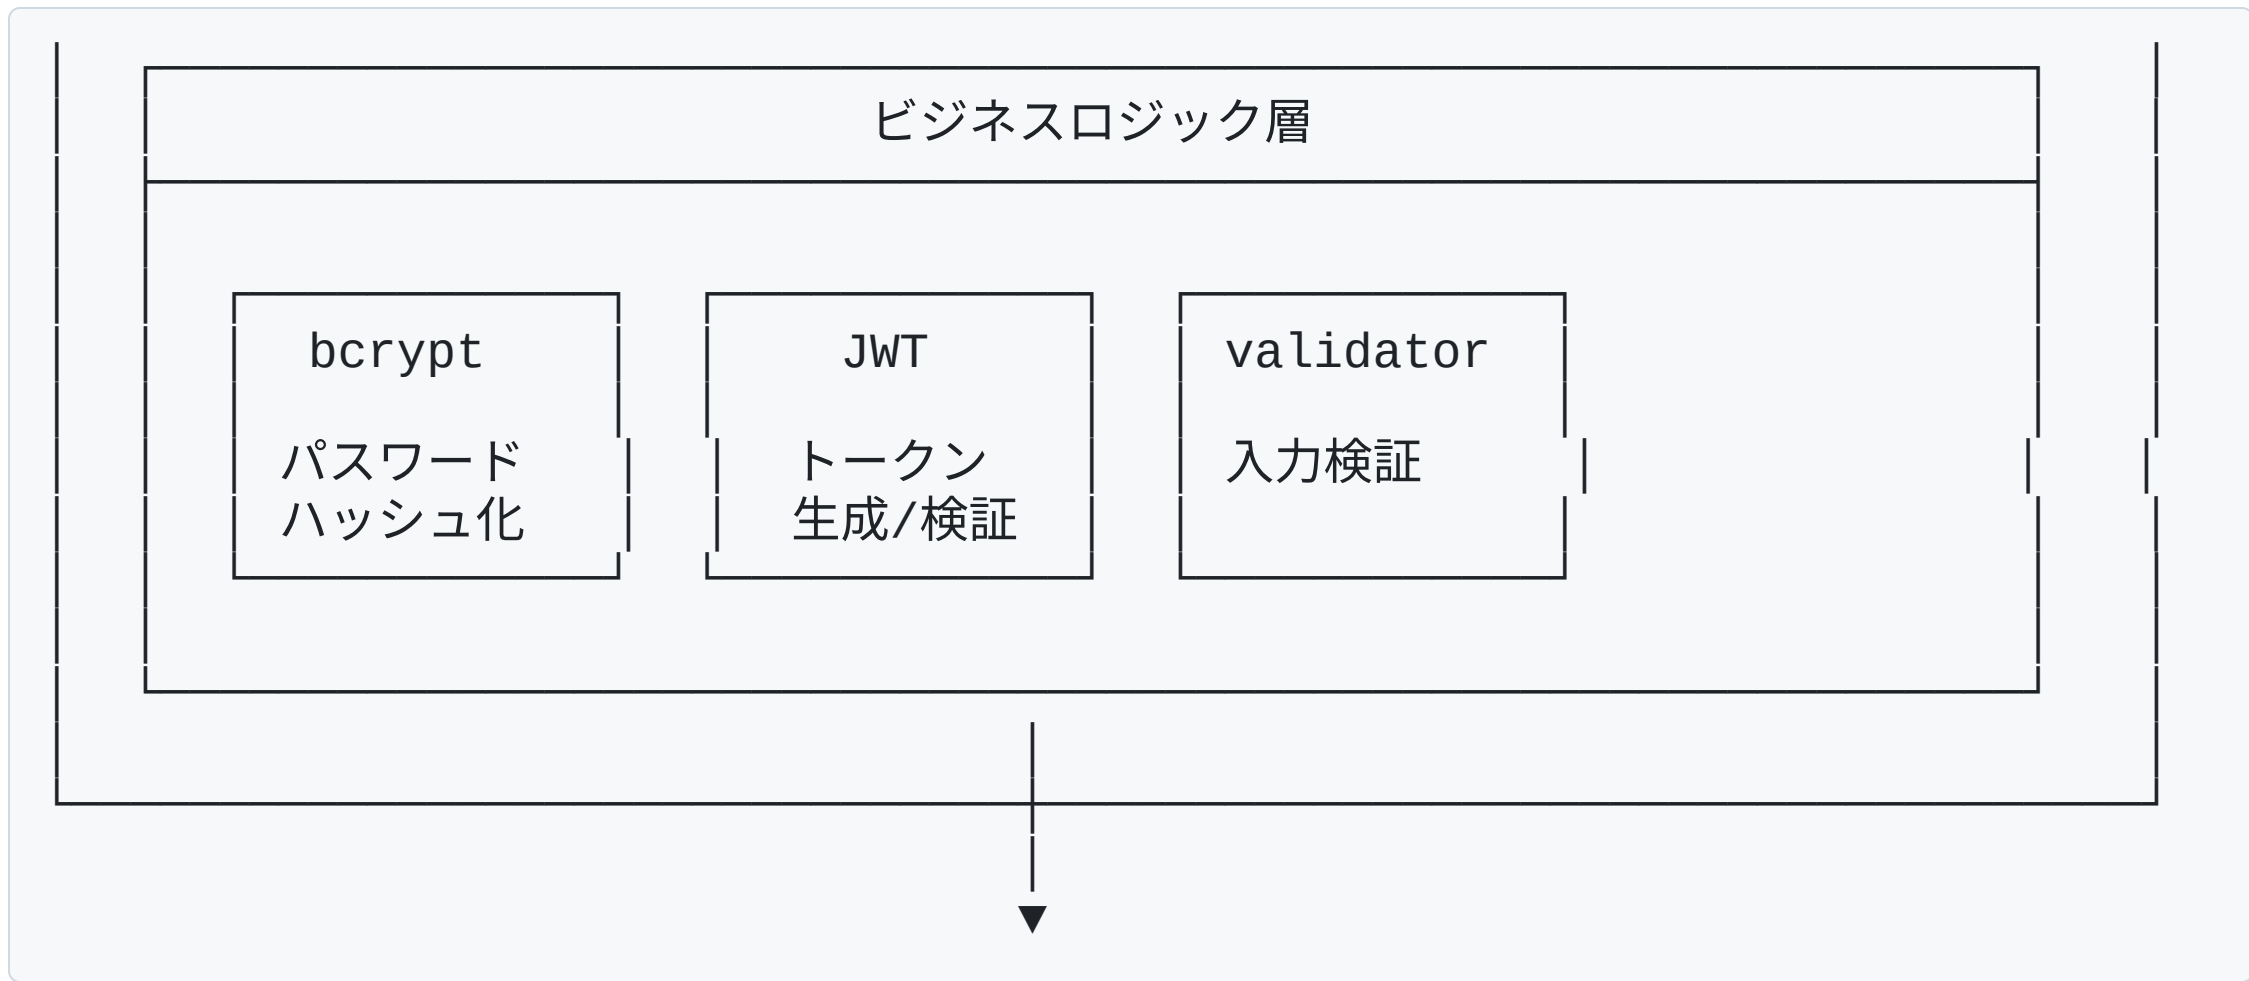 ビジネスロジック層
bcrypt JWT validator
パスワード トークン 入力検証
ハッシュ化 生成/検証